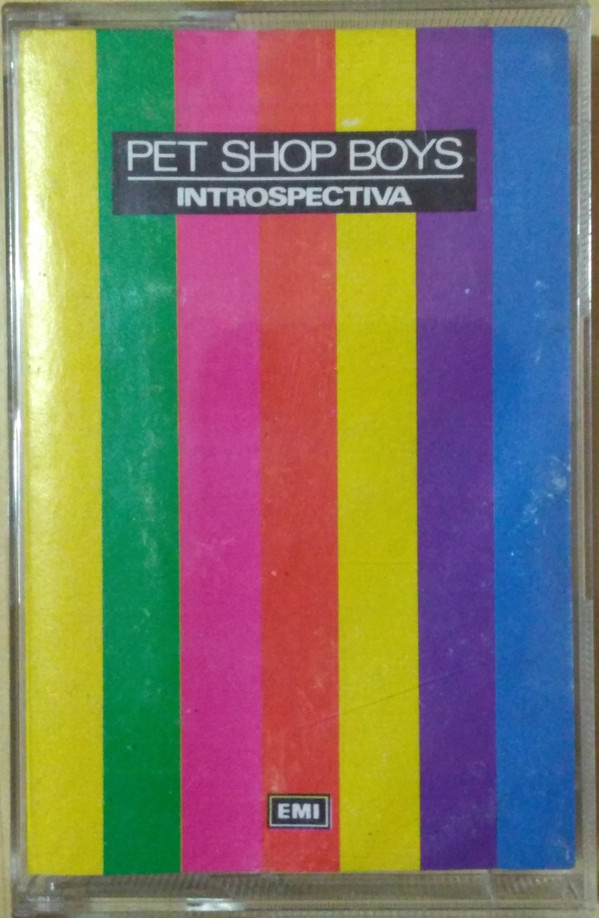 PET SHOP BOYS
INTROSPECTIVA
EMI